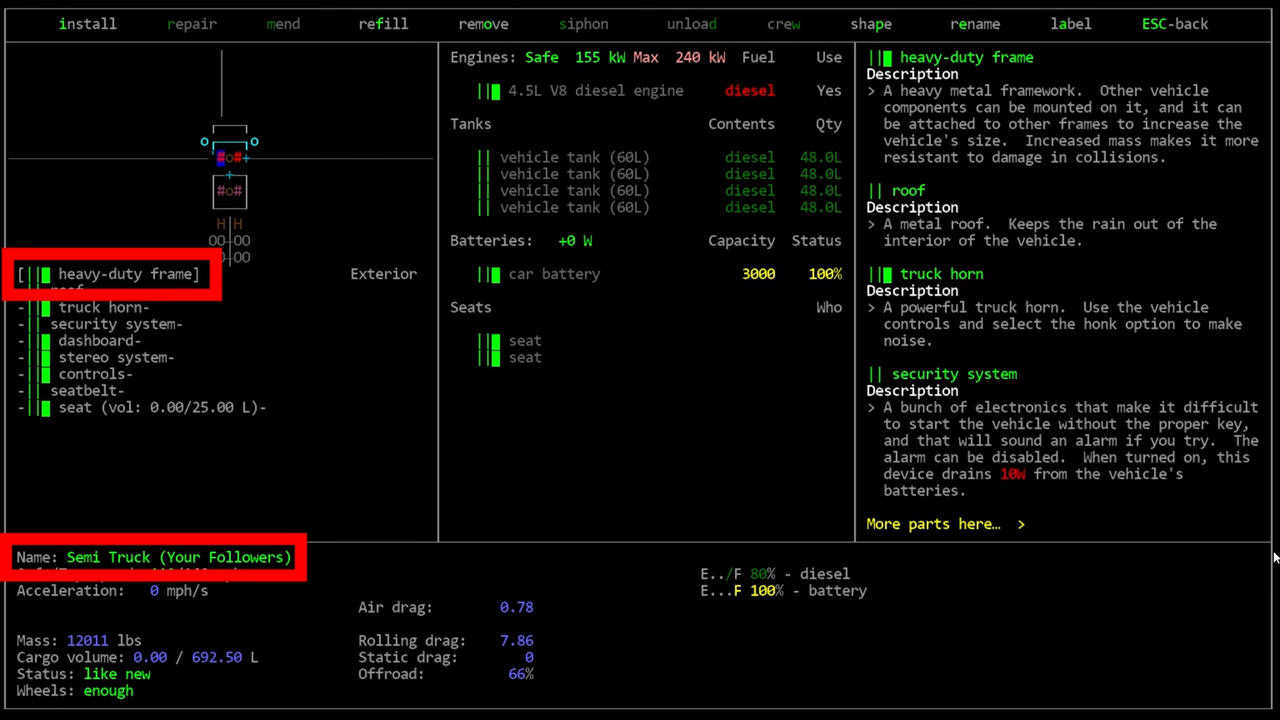 install repair mend refill remove siphon unload crew shape rename label ESC-back
[|| heavy-duty frame] Exterior
roof
-|| truck horn-
-|| security system-
-|| dashboard-
-|| stereo system-
-|| controls-
-|| seatbelt-
-|| seat (vol: 0.00/25.00 L)-
Engines: Safe 155 kW Max 240 kW Fuel Use
|| 4.5L V8 diesel engine diesel Yes
Tanks Contents Qty
|| vehicle tank (60L) diesel 48.0L
|| vehicle tank (60L) diesel 48.0L
|| vehicle tank (60L) diesel 48.0L
|| vehicle tank (60L) diesel 48.0L
Batteries: +0 W Capacity Status
|| car battery 3000 100%
Seats Who
|| seat
|| seat
|| heavy-duty frame
Description
> A heavy metal framework. Other vehicle
components can be mounted on it, and it can
be attached to other frames to increase the
vehicle's size. Increased mass makes it more
resistant to damage in collisions.
|| roof
Description
> A metal roof. Keeps the rain out of the
interior of the vehicle.
|| truck horn
Description
> A powerful truck horn. Use the vehicle
controls and select the honk option to make
noise.
|| security system
Description
> A bunch of electronics that make it difficult
to start the vehicle without the proper key,
and that will sound an alarm if you try. The
alarm can be disabled. When turned on, this
device drains 10W from the vehicle's
batteries.
More parts here… >
Name: Semi Truck (Your Followers)
Acceleration: 0 mph/s
Mass: 12011 lbs
Cargo volume: 0.00 / 692.50 L
Status: like new
Wheels: enough
Air drag: 0.78
Rolling drag: 7.86
Static drag: 0
Offroad: 66%
E../F 80% - diesel
E...F 100% - battery